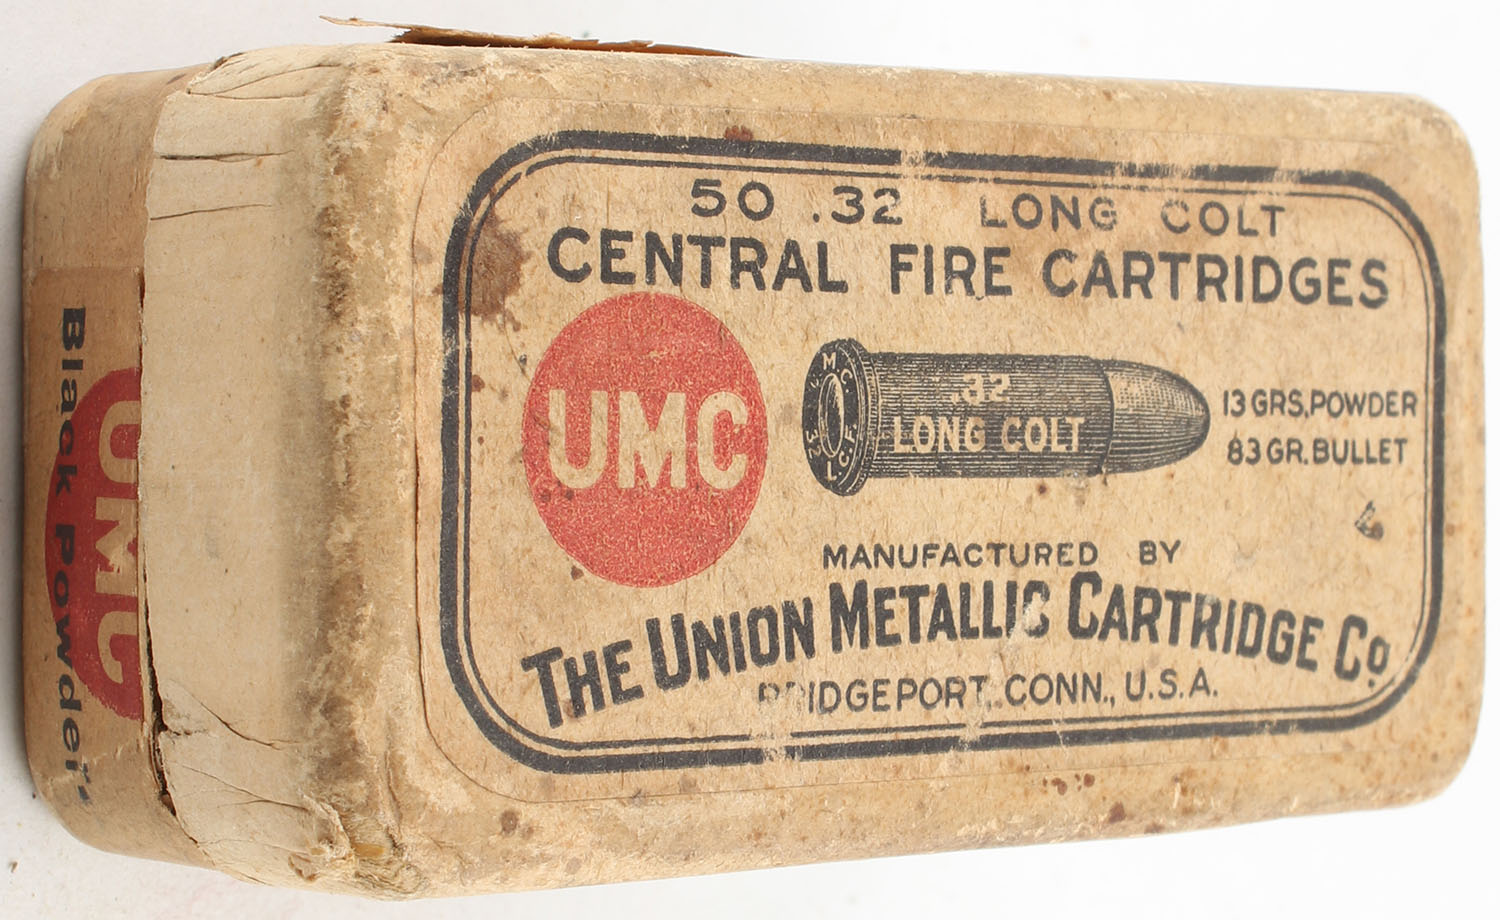 50 .32 LONG COLT
CENTRAL FIRE CARTRIDGES
UMC
U.M.C.
32 L.C.F.
.32
LONG COLT
13 GRS. POWDER
83 GR. BULLET
MANUFACTURED BY
THE UNION METALLIC CARTRIDGE CO.
BRIDGEPORT, CONN., U.S.A.
UMC
Black Powder.